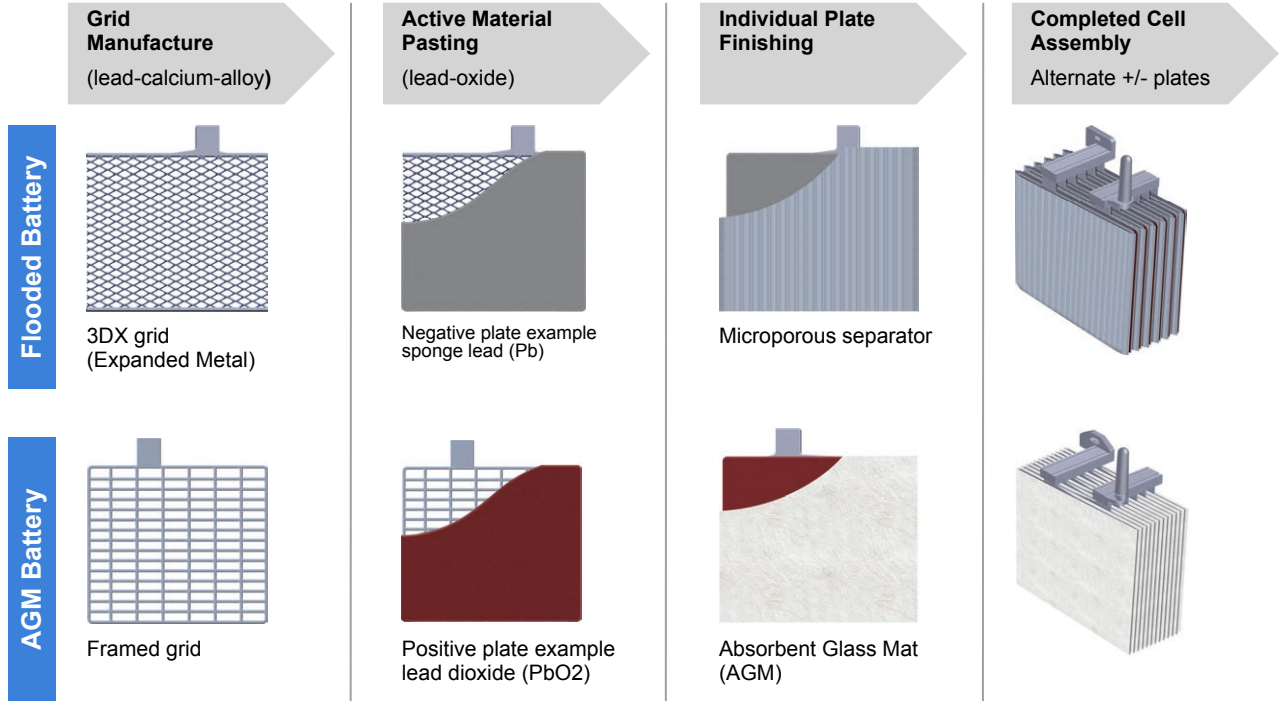 Grid
Manufacture
(lead-calcium-alloy)
Active Material
Pasting
(lead-oxide)
Individual Plate
Finishing
Completed Cell
Assembly
Alternate +/- plates
Flooded Battery
3DX grid
(Expanded Metal)
Negative plate example
sponge lead (Pb)
Microporous separator
AGM Battery
Framed grid
Positive plate example
lead dioxide (PbO2)
Absorbent Glass Mat
(AGM)